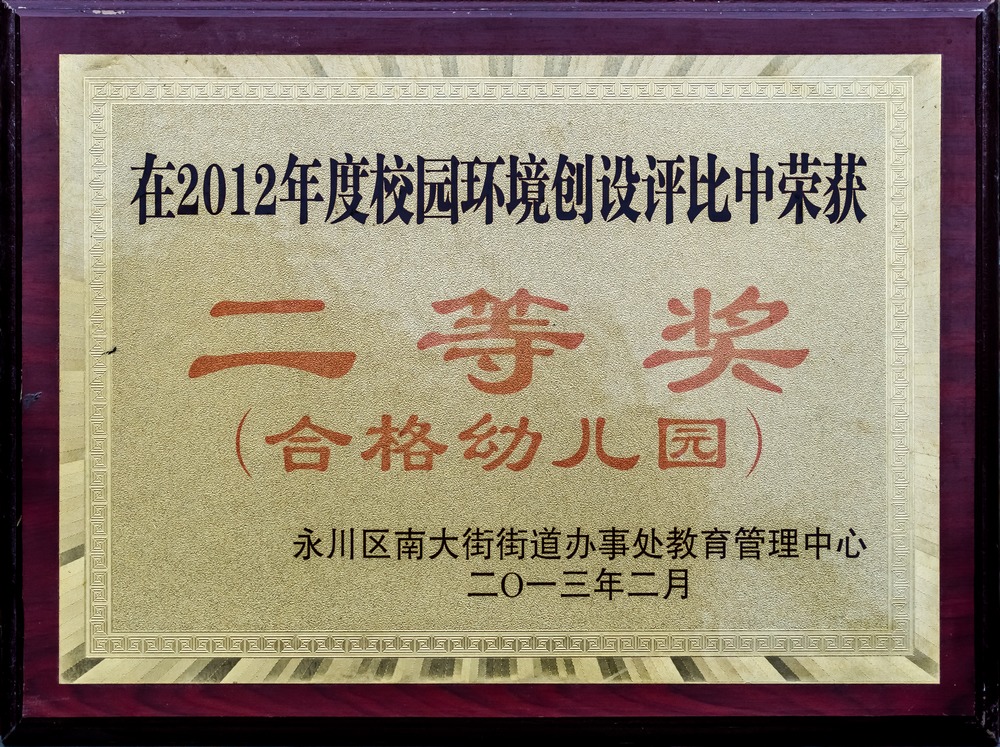 在2012年度校园环境创设评比中荣获
二等奖
（合格幼儿园）
永川区南大街街道办事处教育管理中心
二〇一三年二月